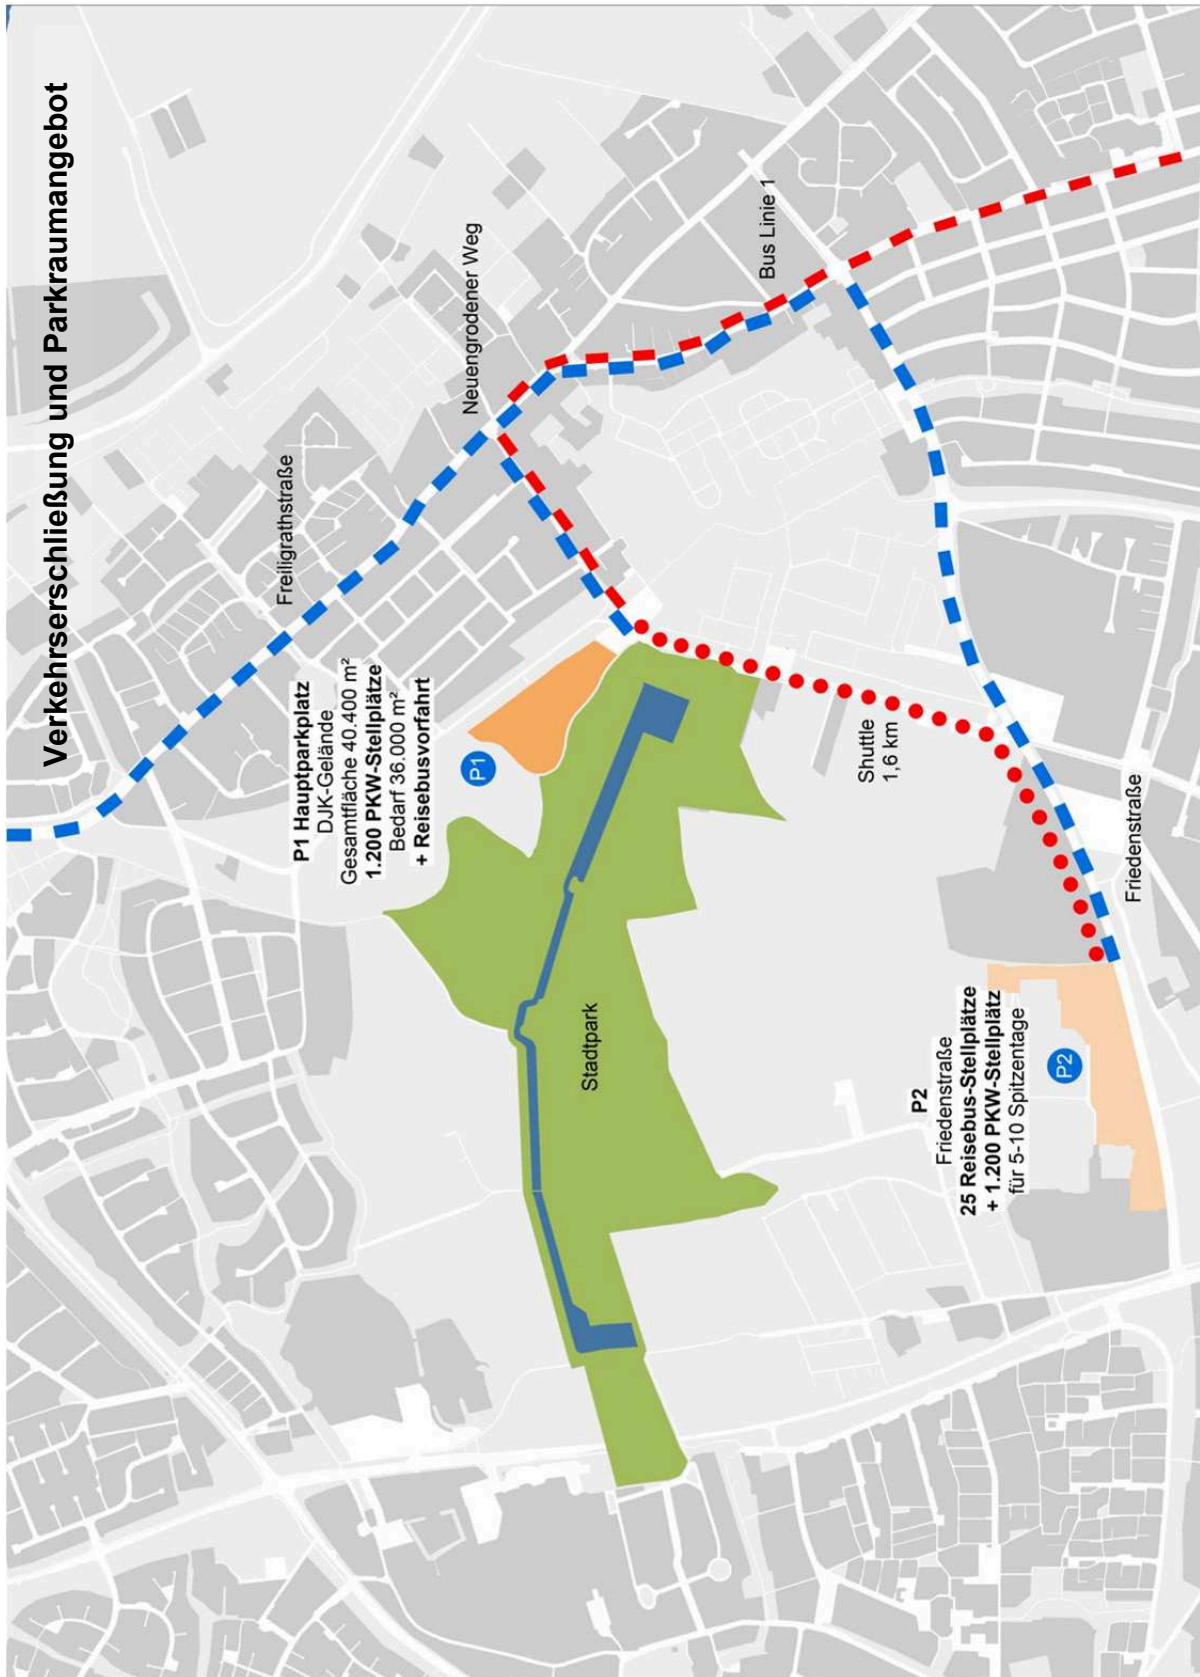 Verkehrserschließung und Parkraumangebot
Freiligrathstraße
Neuengrodener Weg
Bus Linie 1
P1 Hauptparkplatz
DJK-Gelände
Gesamtfläche 40.400 m²
1.200 PKW-Stellplätze
Bedarf 36.000 m²
+ Reisebusvorfahrt
P1
Shuttle
1,6 km
Stadtpark
Friedenstraße
P2
Friedenstraße
25 Reisebus-Stellplätze
+ 1.200 PKW-Stellplätz
für 5-10 Spitzentage
P2